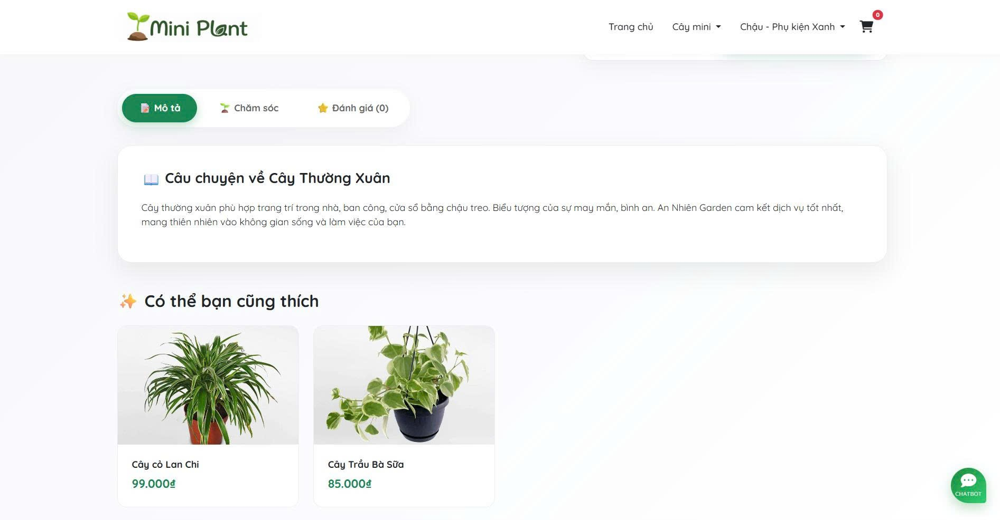 Mini Plant
Trang chủ
Cây mini
Chậu - Phụ kiện Xanh
0
Mô tả
Chăm sóc
Đánh giá (0)
Câu chuyện về Cây Thường Xuân
Cây thường xuân phù hợp trang trí trong nhà, ban công, cửa sổ bằng chậu treo. Biểu tượng của sự may mắn, bình an. An Nhiên Garden cam kết dịch vụ tốt nhất,
mang thiên nhiên vào không gian sống và làm việc của bạn.
Có thể bạn cũng thích
Cây cỏ Lan Chi
99.000₫
Cây Trầu Bà Sữa
85.000₫
CHATBOT